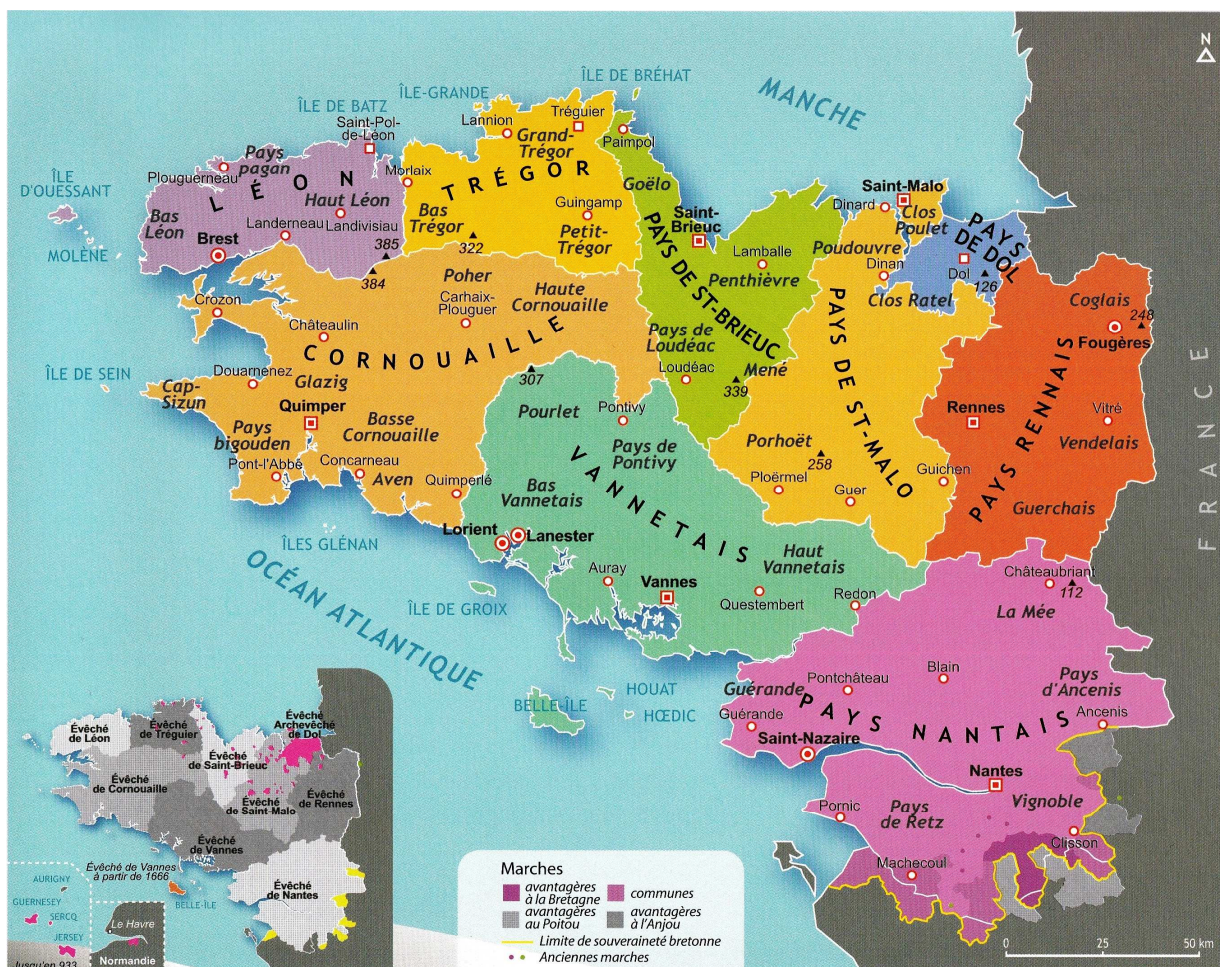 N
MANCHE
ÎLE DE BRÉHAT
ÎLE-GRANDE
ÎLE DE BATZ
Saint-Pol-
de-Léon
Lannion
Tréguier
Grand-
Trégor
Paimpol
ÎLE
D'OUESSANT
Plouguerneau
Pays
pagan
LÉON
Haut Léon
Morlaix
TRÉGOR
Goëlo
Saint-Malo
Dinard
Clos
Poulet
Bas
Léon
Landerneau
Landivisiau
Bas
Trégor
Guingamp
Saint-
Brieuc
PAYS
DE DOL
MOLÈNE
Brest
385
384
322
Petit-
Trégor
PAYS DE ST-BRIEUC
Lamballe
Penthièvre
Poudouvre
Dinan
Dol
126
Clos Ratel
Crozon
Poher
Carhaix-
Plouguer
Haute
Cornouaille
Coglais
248
Fougères
Châteaulin
CORNOUAILLE
Pays de
Loudéac
Loudéac
Mené
339
PAYS DE ST-MALO
PAYS RENNAIS
FRANCE
ÎLE DE SEIN
Cap-
Sizun
Douarnenez
Glazig
307
Quimper
Basse
Cornouaille
Pourlet
Pontivy
Rennes
Vitré
Vendelais
Pays
bigouden
Pont-l'Abbé
Concarneau
Aven
Quimperlé
Pays de
Pontivy
VANNETAIS
Bas
Vannetais
Porhoët
258
Ploërmel
Guer
Guichen
Guerchais
ÎLES GLÉNAN
Lorient
Lanester
OCÉAN ATLANTIQUE
Auray
Vannes
Haut
Vannetais
Questembert
Redon
Châteaubriant
112
La Mée
ÎLE DE GROIX
BELLE-ÎLE
HOUAT
HŒDIC
Guérande
Guérande
Pontchâteau
Blain
Pays
d'Ancenis
Ancenis
PAYS NANTAIS
Saint-Nazaire
Nantes
Vignoble
Pornic
Pays
de Retz
Clisson
Machecoul
Évêché
de Léon
Évêché
de Tréguier
Évêché
Archevêché
de Dol
Évêché
de Saint-Brieuc
Évêché
de Cornouaille
Évêché
de Saint-Malo
Évêché
de Rennes
Évêché
de Vannes
Évêché de Vannes
à partir de 1666
BELLE-ÎLE
Évêché
de Nantes
AURIGNY
GUERNESEY
SERCQ
JERSEY
Jusqu'en 933
Le Havre
Normandie
Marches
avantagères
à la Bretagne
communes
avantagères
au Poitou
avantagères
à l'Anjou
Limite de souveraineté bretonne
Anciennes marches
0 25 50 km